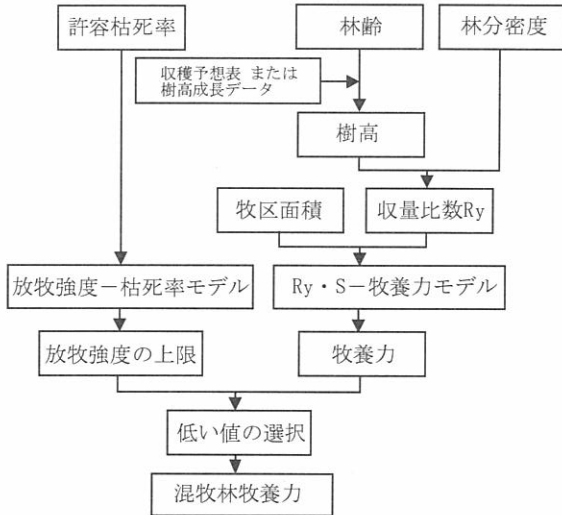 許容枯死率
林齢
林分密度
収穫予想表 または
樹高成長データ
樹高
牧区面積
収量比数Ry
放牧強度－枯死率モデル
Ry・S－牧養力モデル
放牧強度の上限
牧養力
低い値の選択
混牧林牧養力